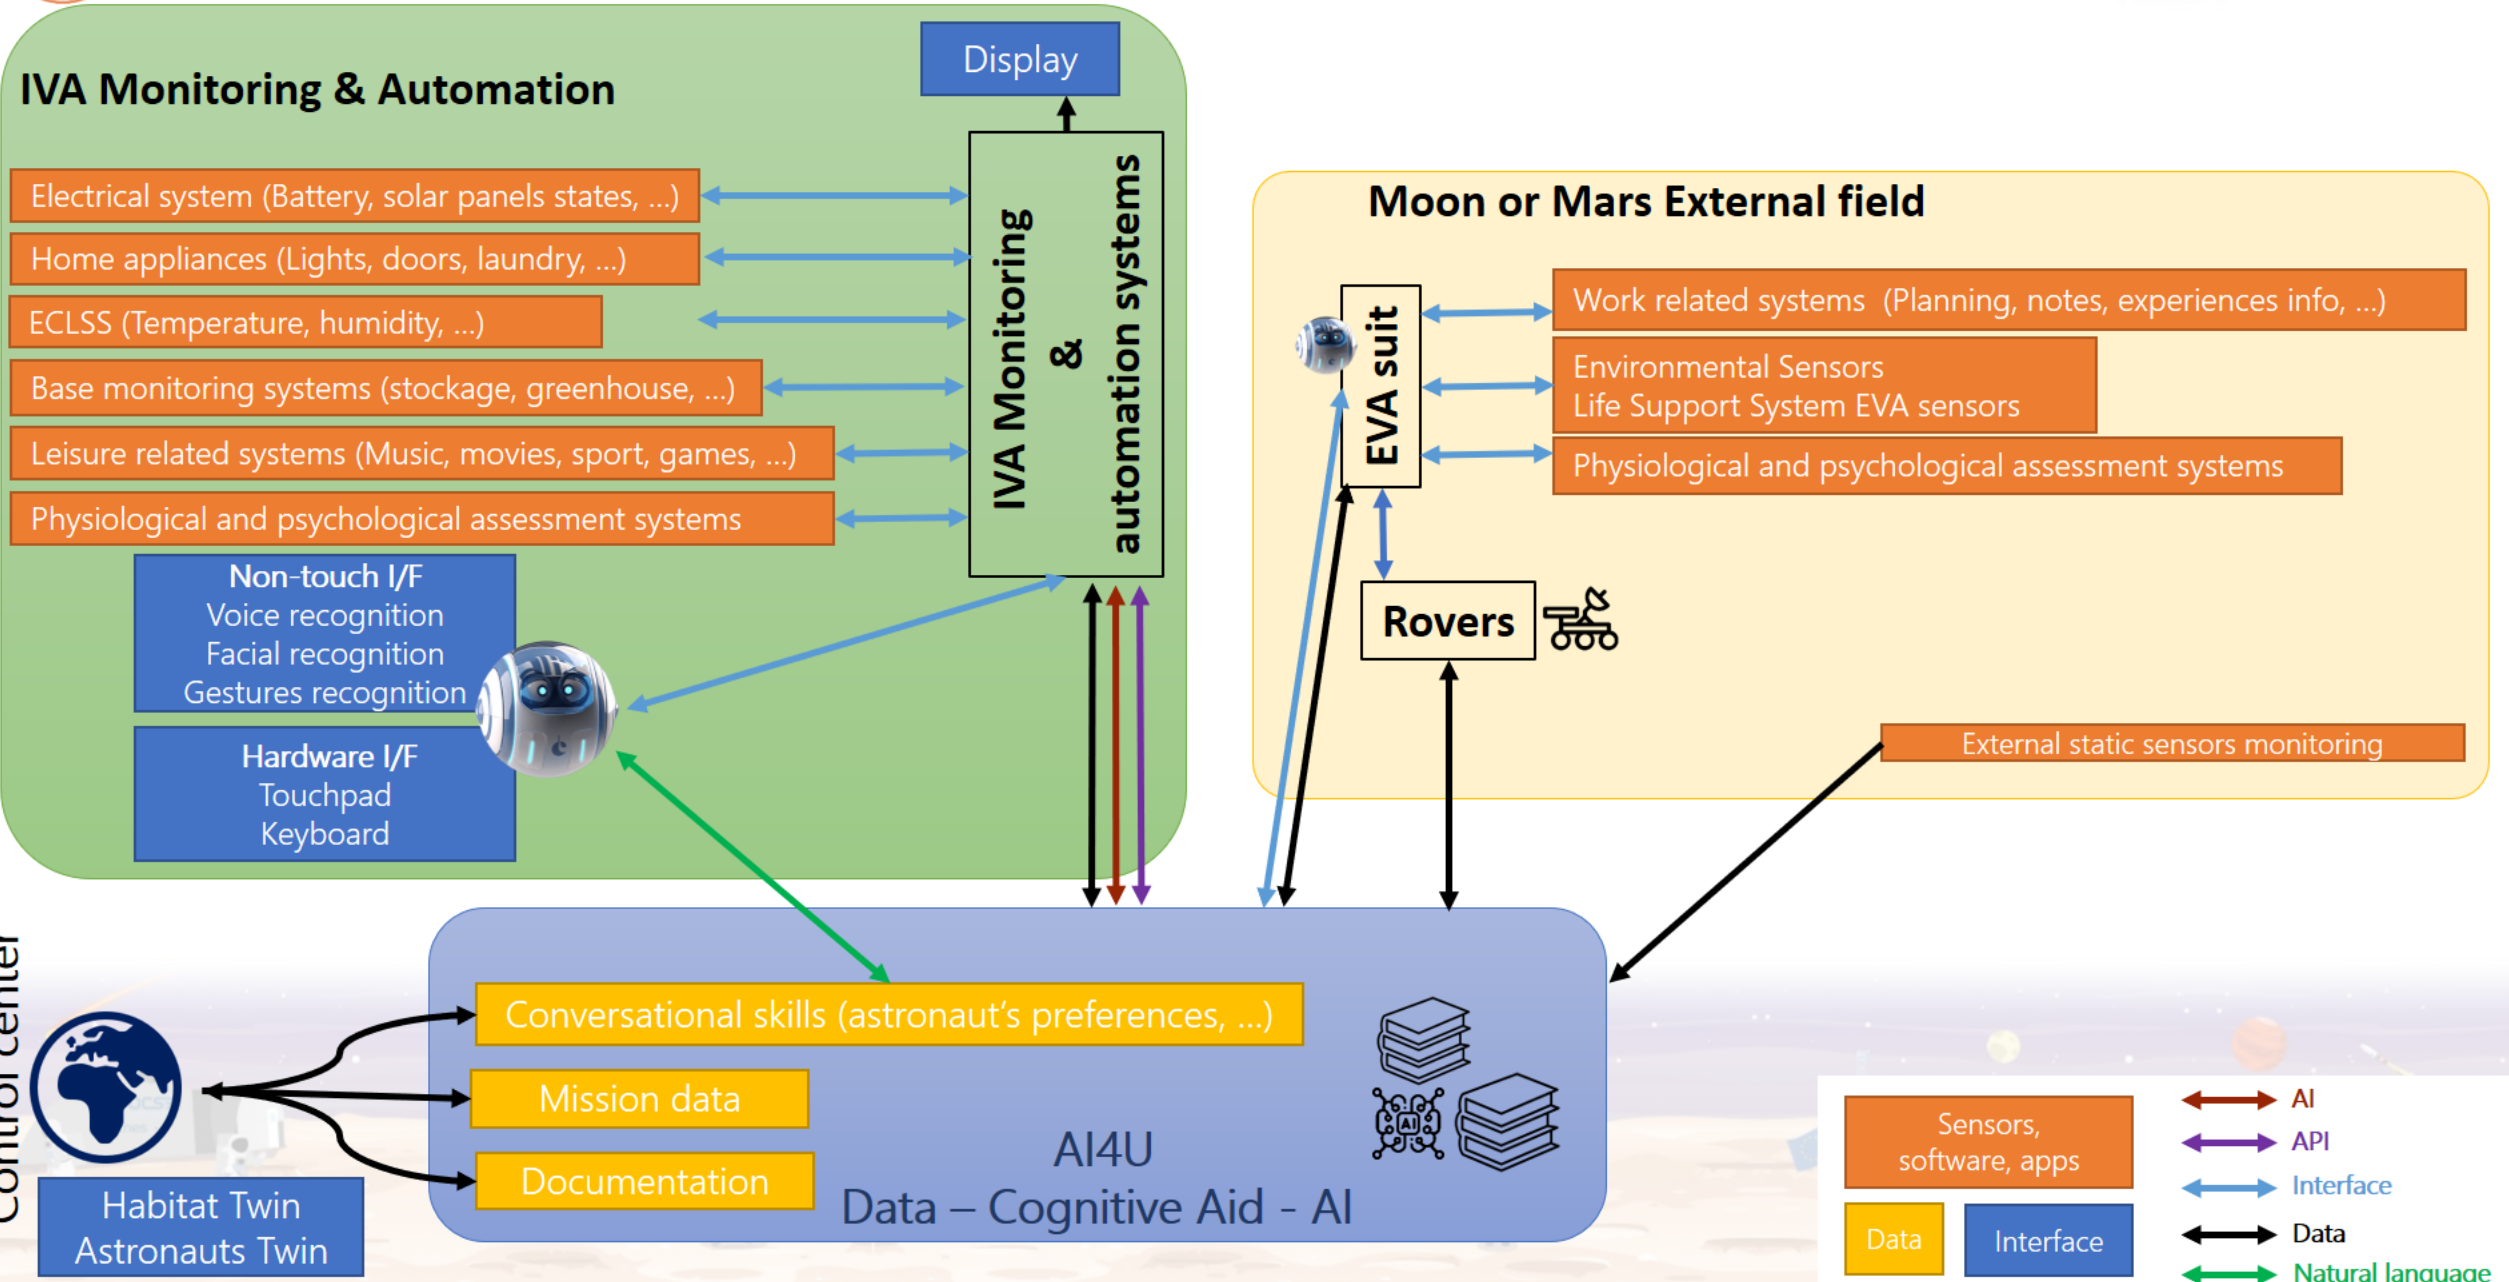 Display
IVA Monitoring & Automation
Electrical system (Battery, solar panels states, ...)
Home appliances (Lights, doors, laundry, ...)
ECLSS (Temperature, humidity, ...)
Base monitoring systems (stockage, greenhouse, ...)
Leisure related systems (Music, movies, sport, games, ...)
Physiological and psychological assessment systems
IVA Monitoring
&
automation systems
Non-touch I/F
Voice recognition
Facial recognition
Gestures recognition
Hardware I/F
Touchpad
Keyboard
Moon or Mars External field
EVA suit
Work related systems (Planning, notes, experiences info, ...)
Environmental Sensors
Life Support System EVA sensors
Physiological and psychological assessment systems
Rovers
External static sensors monitoring
Control center
Habitat Twin
Astronauts Twin
Conversational skills (astronaut's preferences, ...)
Mission data
Documentation
AI
AI4U
Data – Cognitive Aid - AI
Sensors,
software, apps
Data
Interface
AI
API
Interface
Data
Natural language